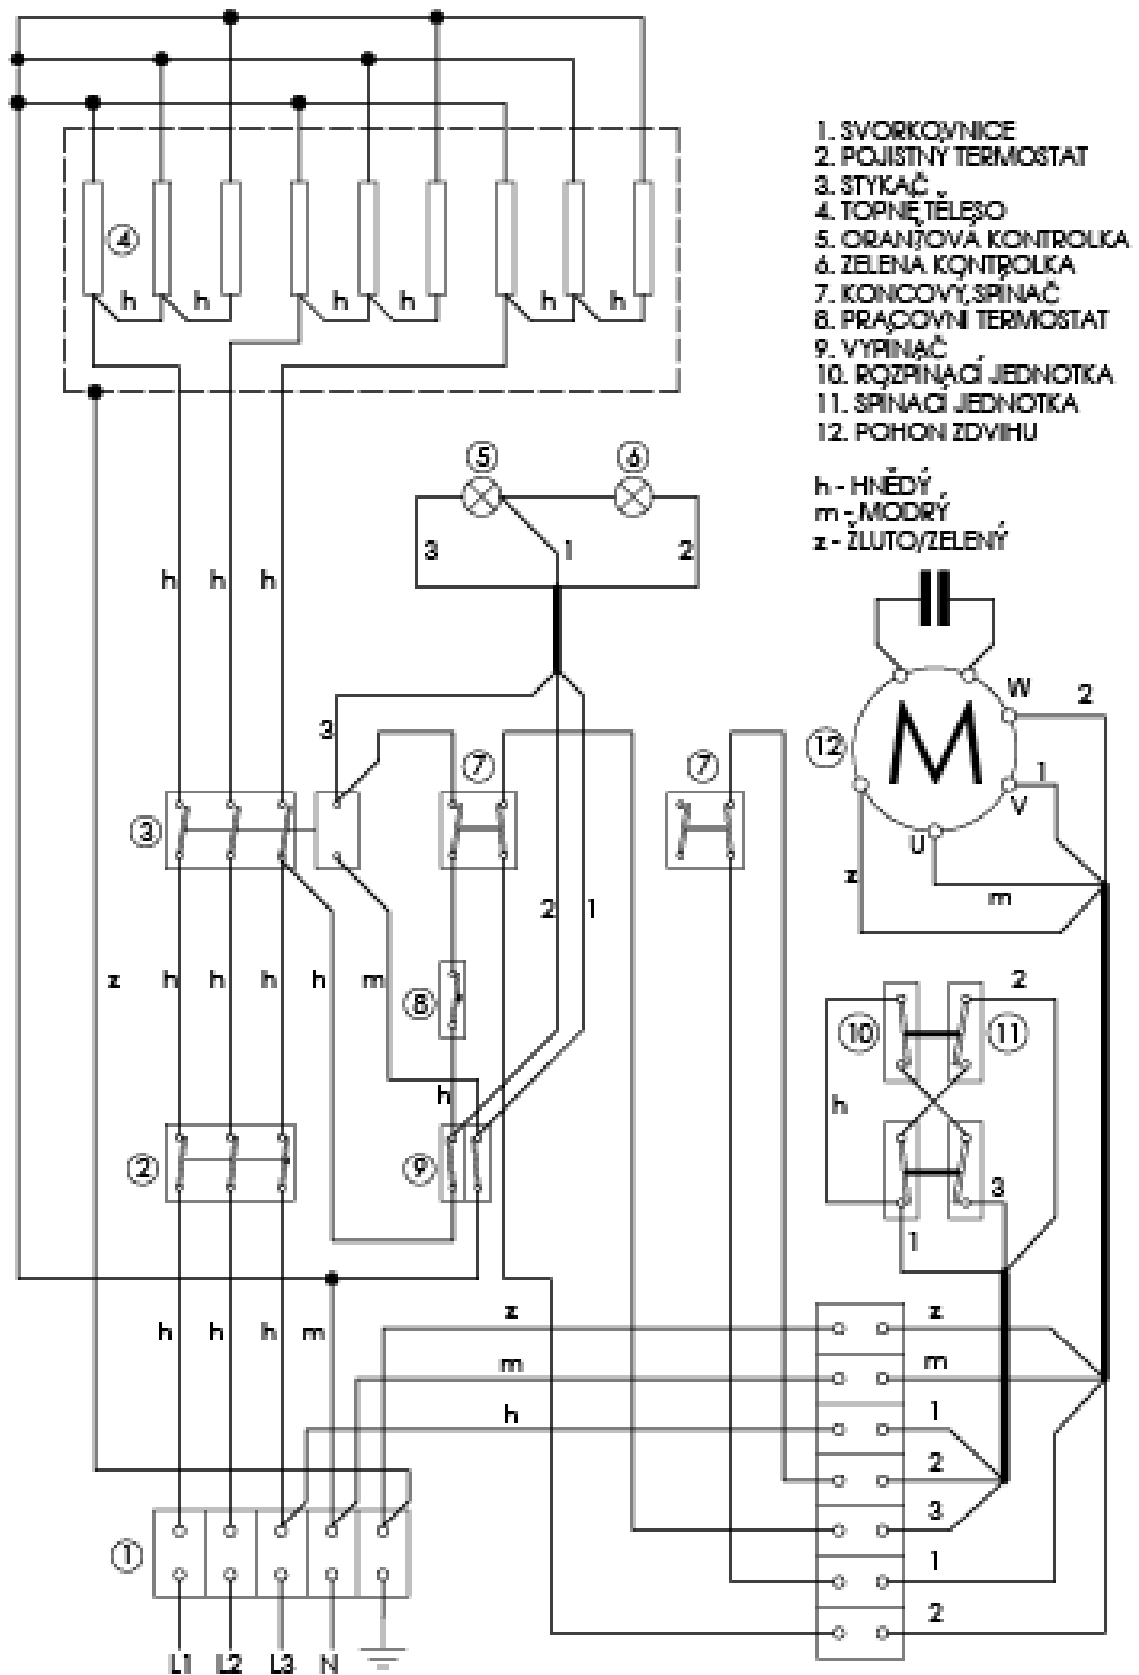 ④
h h h h h h
1. SVORKOVNICE
2. POJISTNÝ TERMOSTAT
3. STYKAČ
4. TOPNÉ TĚLESO
5. ORANŽOVÁ KONTROLKA
6. ZELENÁ KONTROLKA
7. KONCOVÝ SPÍNAČ
8. PRACOVNÍ TERMOSTAT
9. VYPÍNAČ
10. ROZPÍNACÍ JEDNOTKA
11. SPÍNACÍ JEDNOTKA
12. POHON ZDVIHU
h - HNĚDÝ
m - MODRÝ
z - ŽLUTO/ZELENÝ
⑤ ⑥
3 1 2
h h h
W 2
3
⑦ ⑦
⑫ M
1
V
③
U
z
m
2 1
z h h h h m
⑧
2
⑩ ⑪
h
h
② ⑨
3
1
h h h m
z z
m m
h 1
2
3
①
1
2
L1 L2 L3 N